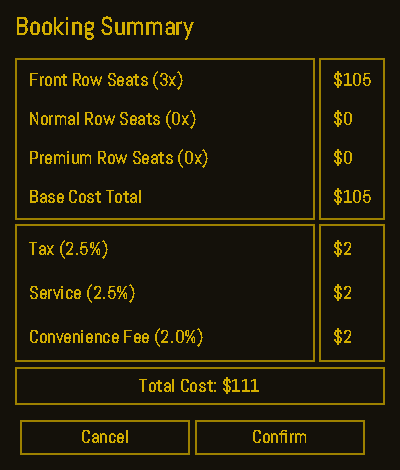 Booking Summary
Front Row Seats (3x) $105
Normal Row Seats (0x) $0
Premium Row Seats (0x) $0
Base Cost Total $105
Tax (2.5%) $2
Service (2.5%) $2
Convenience Fee (2.0%) $2
Total Cost: $111
Cancel Confirm